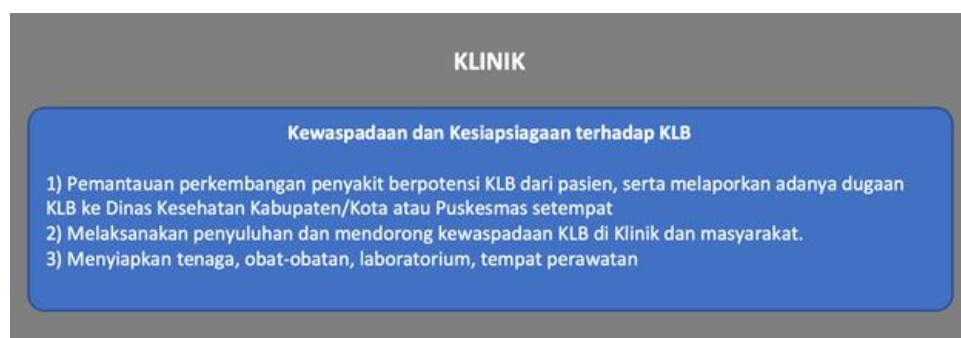 KLINIK
Kewaspadaan dan Kesiapsiagaan terhadap KLB
1) Pemantauan perkembangan penyakit berpotensi KLB dari pasien, serta melaporkan adanya dugaan
KLB ke Dinas Kesehatan Kabupaten/Kota atau Puskesmas setempat
2) Melaksanakan penyuluhan dan mendorong kewaspadaan KLB di Klinik dan masyarakat.
3) Menyiapkan tenaga, obat-obatan, laboratorium, tempat perawatan